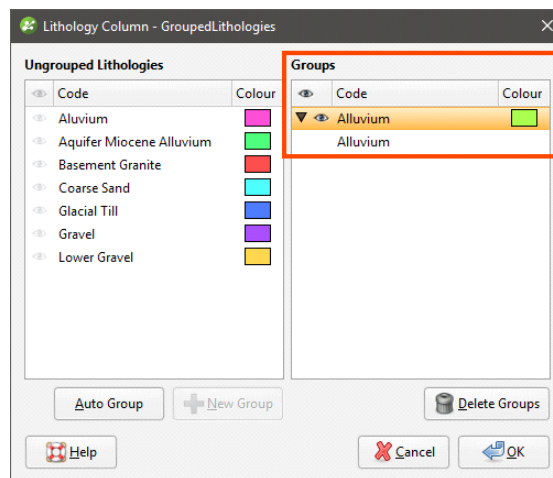 Lithology Column - GroupedLithologies
Ungrouped Lithologies
Code Colour
Aluvium
Aquifer Miocene Alluvium
Basement Granite
Coarse Sand
Glacial Till
Gravel
Lower Gravel
Groups
Code Colour
Alluvium
Alluvium
Auto Group New Group Delete Groups
Help Cancel OK